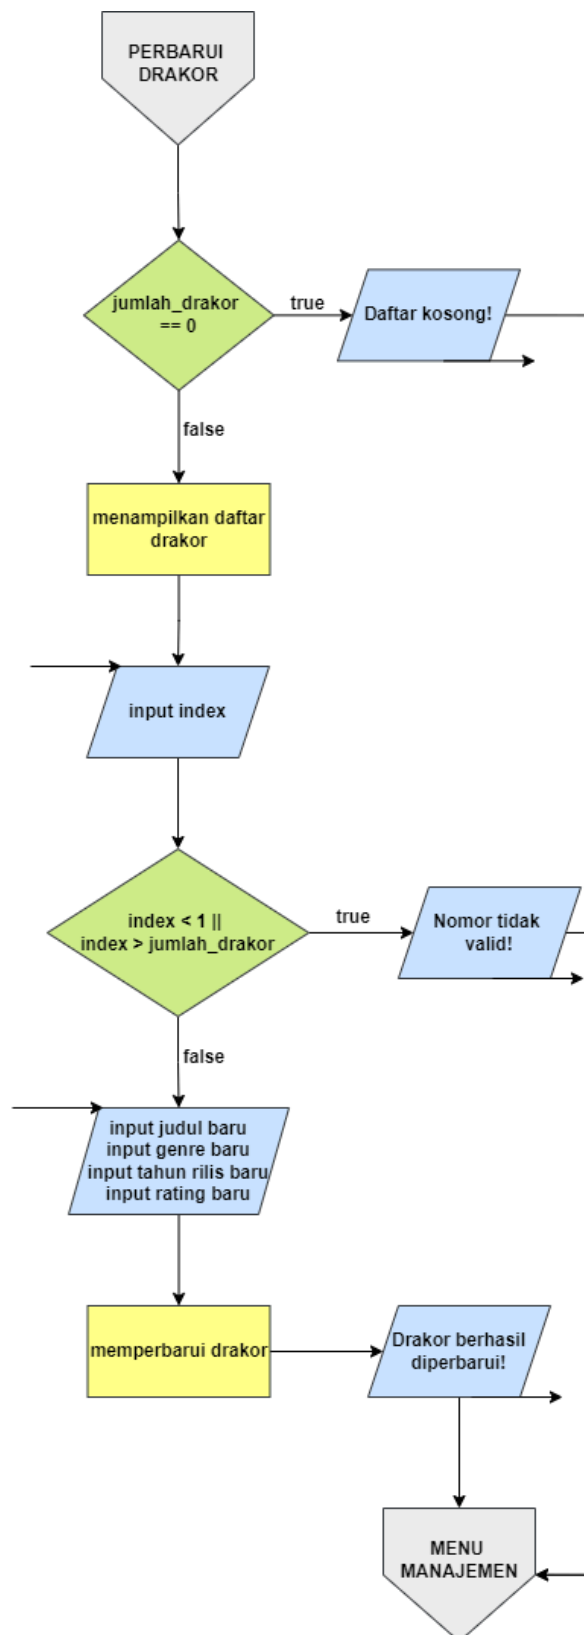 PERBARUI
DRAKOR
jumlah_drakor
== 0
true
Daftar kosong!
false
menampilkan daftar
drakor
input index
index < 1 ||
index > jumlah_drakor
true
Nomor tidak
valid!
false
input judul baru
input genre baru
input tahun rilis baru
input rating baru
memperbarui drakor
Drakor berhasil
diperbarui!
MENU
MANAJEMEN